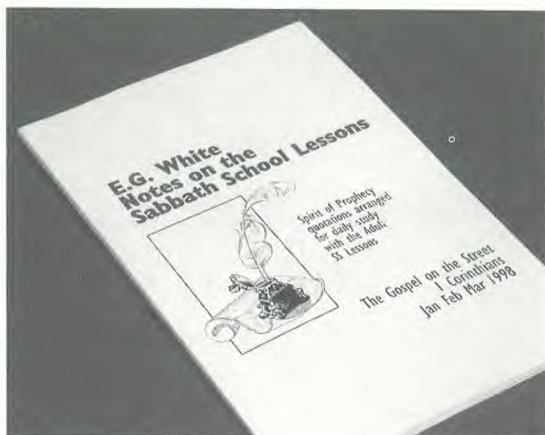 E.G. White
Notes on the
Sabbath School Lessons
Spirit of Prophecy
quotations arranged
for daily study
with the Adult
SS Lessons
The Gospel on the Street
1 Corinthians
Jan Feb Mar 1998